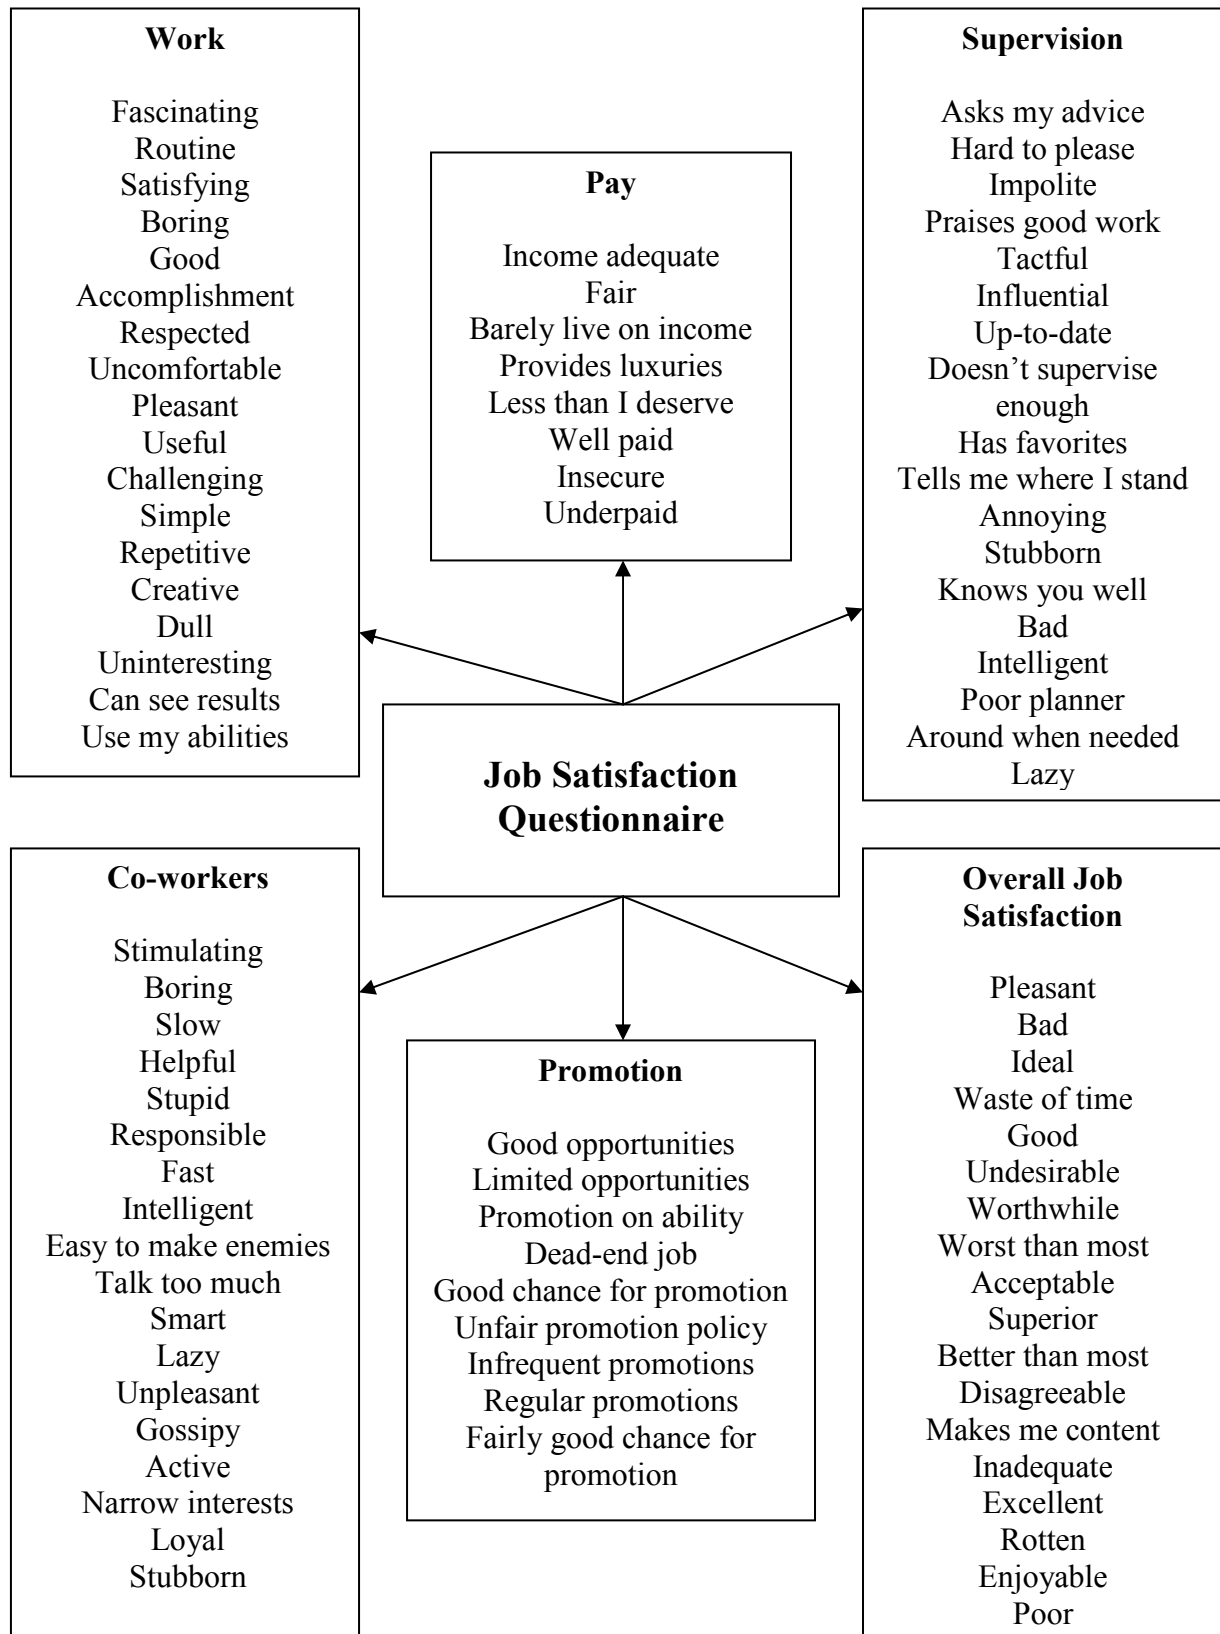 Work
Fascinating
Routine
Satisfying
Boring
Good
Accomplishment
Respected
Uncomfortable
Pleasant
Useful
Challenging
Simple
Repetitive
Creative
Dull
Uninteresting
Can see results
Use my abilities
Pay
Income adequate
Fair
Barely live on income
Provides luxuries
Less than I deserve
Well paid
Insecure
Underpaid
Supervision
Asks my advice
Hard to please
Impolite
Praises good work
Tactful
Influential
Up-to-date
Doesn’t supervise
enough
Has favorites
Tells me where I stand
Annoying
Stubborn
Knows you well
Bad
Intelligent
Poor planner
Around when needed
Lazy
Job Satisfaction
Questionnaire
Co-workers
Stimulating
Boring
Slow
Helpful
Stupid
Responsible
Fast
Intelligent
Easy to make enemies
Talk too much
Smart
Lazy
Unpleasant
Gossipy
Active
Narrow interests
Loyal
Stubborn
Promotion
Good opportunities
Limited opportunities
Promotion on ability
Dead-end job
Good chance for promotion
Unfair promotion policy
Infrequent promotions
Regular promotions
Fairly good chance for
promotion
Overall Job
Satisfaction
Pleasant
Bad
Ideal
Waste of time
Good
Undesirable
Worthwhile
Worst than most
Acceptable
Superior
Better than most
Disagreeable
Makes me content
Inadequate
Excellent
Rotten
Enjoyable
Poor